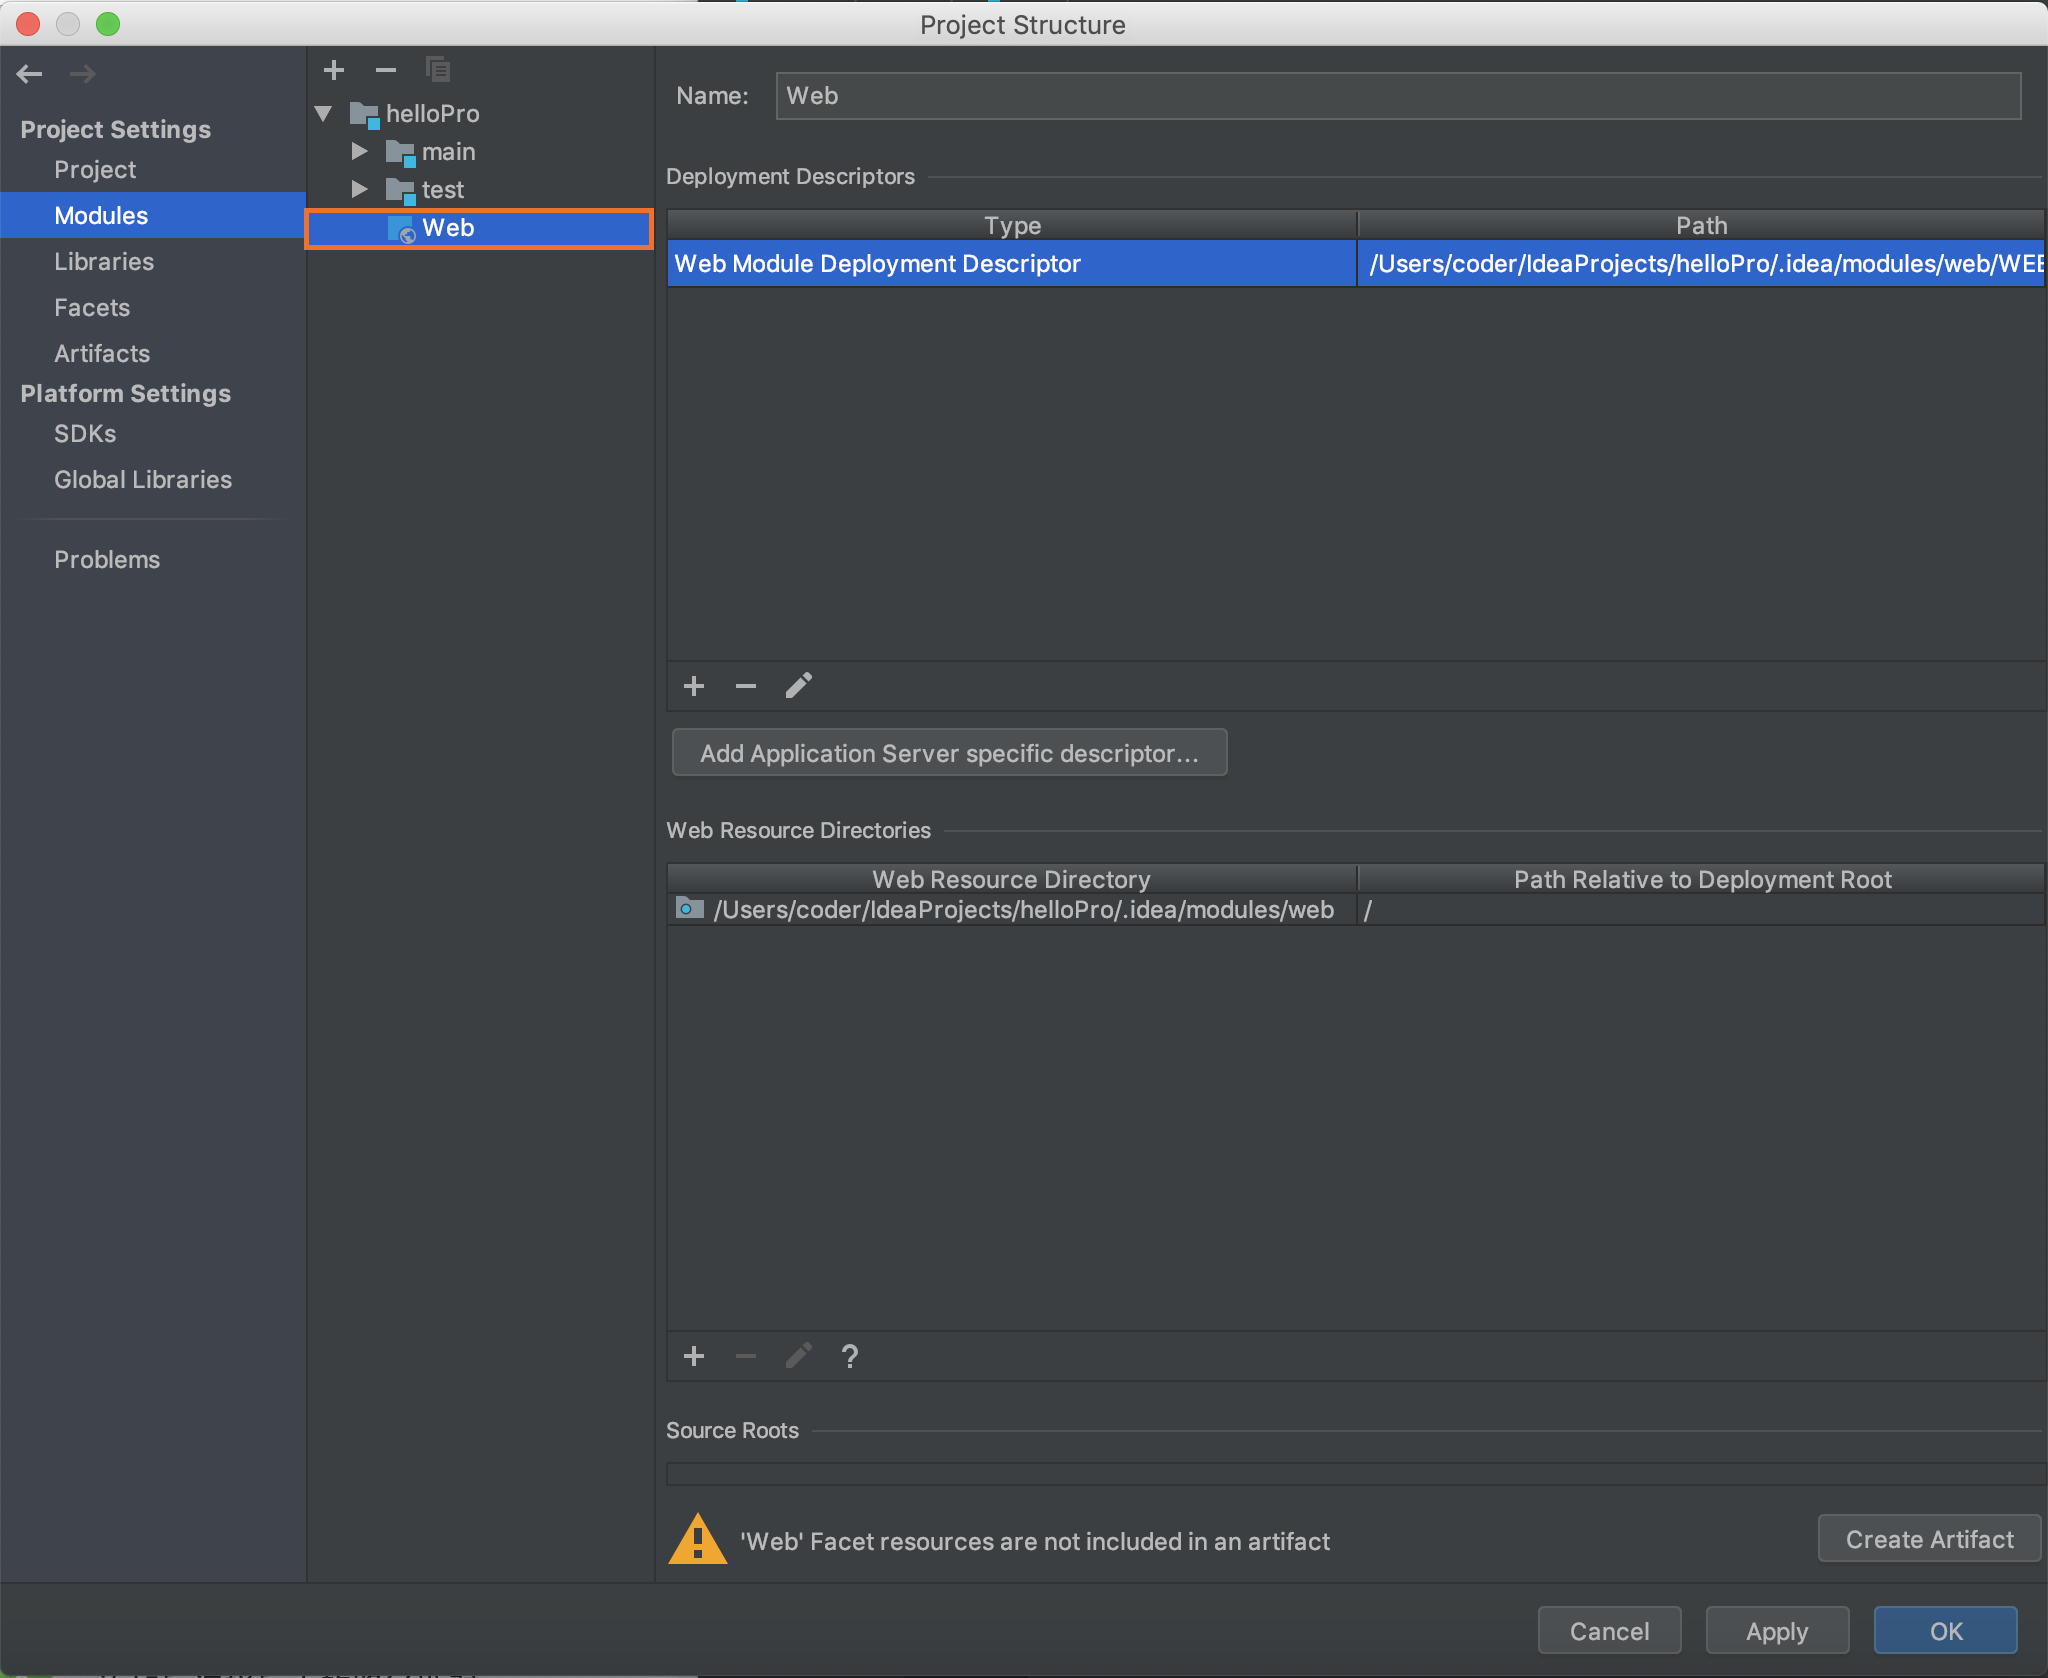 Project Structure
Project Settings
Project
Modules
Libraries
Facets
Artifacts
Platform Settings
SDKs
Global Libraries
Problems
helloPro
main
test
Web
Name: Web
Deployment Descriptors
Type Path
Web Module Deployment Descriptor /Users/coder/IdeaProjects/helloPro/.idea/modules/web/WEB
Add Application Server specific descriptor...
Web Resource Directories
Web Resource Directory Path Relative to Deployment Root
/Users/coder/IdeaProjects/helloPro/.idea/modules/web /
?
Source Roots
'Web' Facet resources are not included in an artifact
Create Artifact
Cancel Apply OK